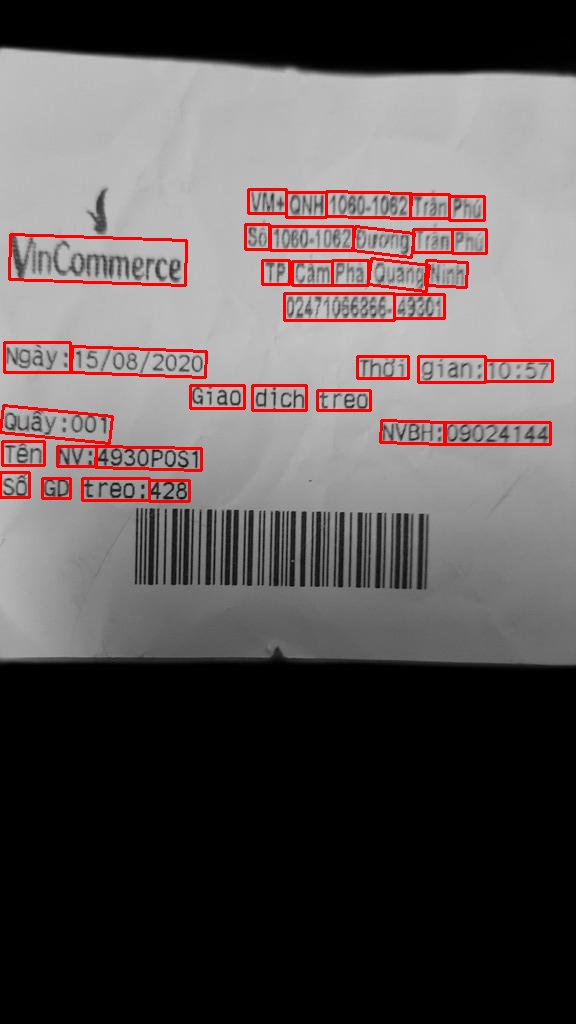 VM+ QNH 1060-1062 Trần Phú
Số 1060-1062 Đường Trần Phú
VinCommerce
TP Cẩm Phả Quảng Ninh
02471066866-49301
Ngày:15/08/2020 Thời gian:10:57
Giao dịch treo
Quầy:001 NVBH:09024144
Tên NV:4930POS1
Số GD treo:428